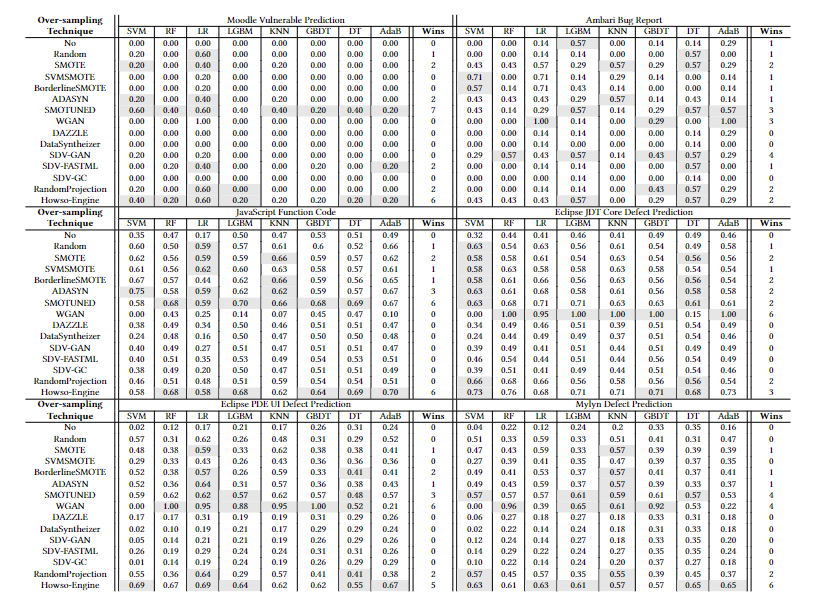 Over-sampling Moodle Vulnerable Prediction Ambari Bug Report
Technique SVM RF LR LGBM KNN GBDT DT AdaB Wins SVM RF LR LGBM KNN GBDT DT AdaB Wins
No 0.00 0.00 0.00 0.00 0.00 0.00 0.00 0.00 0 0.00 0.00 0.14 0.57 0.00 0.14 0.14 0.29 1
Random 0.20 0.00 0.60 0.00 0.00 0.00 0.00 0.00 1 0.00 0.00 0.14 0.14 0.00 0.00 0.57 0.00 1
SMOTE 0.20 0.00 0.40 0.00 0.20 0.00 0.00 0.00 2 0.43 0.43 0.57 0.29 0.57 0.29 0.57 0.29 2
SVMSMOTE 0.00 0.00 0.20 0.00 0.00 0.00 0.00 0.00 0 0.71 0.00 0.71 0.14 0.29 0.14 0.00 0.14 1
BorderlineSMOTE 0.00 0.00 0.20 0.00 0.00 0.00 0.00 0.00 0 0.57 0.14 0.71 0.43 0.14 0.00 0.00 0.14 1
ADASYN 0.20 0.00 0.40 0.00 0.20 0.00 0.00 0.00 2 0.43 0.43 0.43 0.29 0.57 0.14 0.43 0.14 1
SMOTUNED 0.60 0.40 0.60 0.40 0.40 0.20 0.40 0.20 7 0.43 0.14 0.29 0.57 0.14 0.29 0.57 0.57 3
WGAN 0.00 0.00 1.00 0.00 0.00 0.00 0.00 0.00 0 0.00 0.00 1.00 0.14 0.00 0.29 0.00 1.00 3
DAZZLE 0.00 0.00 0.00 0.00 0.00 0.00 0.00 0.00 0 0.00 0.00 0.14 0.14 0.00 0.00 0.14 0.29 0
DataSyntheizer 0.00 0.00 0.00 0.00 0.00 0.00 0.00 0.00 0 0.00 0.00 0.14 0.00 0.00 0.14 0.00 0.00 0
SDV-GAN 0.20 0.00 0.20 0.00 0.00 0.00 0.00 0.00 0 0.29 0.57 0.43 0.57 0.14 0.43 0.57 0.29 4
SDV-FASTML 0.00 0.20 0.40 0.00 0.00 0.00 0.20 0.20 2 0.00 0.00 0.14 0.14 0.00 0.00 0.57 0.00 1
SDV-GC 0.00 0.00 0.00 0.00 0.00 0.00 0.00 0.00 0 0.00 0.00 0.14 0.00 0.00 0.00 0.14 0.00 0
RandomProjection 0.20 0.00 0.60 0.00 0.00 0.00 0.00 0.00 2 0.00 0.00 0.14 0.14 0.00 0.43 0.57 0.29 2
Howso-Engine 0.40 0.20 0.60 0.20 0.20 0.20 0.20 0.20 6 0.43 0.43 0.43 0.57 0.00 0.29 0.57 0.29 2
Over-sampling JavaScript Function Code Eclipse JDT Core Defect Prediction
Technique SVM RF LR LGBM KNN GBDT DT AdaB Wins SVM RF LR LGBM KNN GBDT DT AdaB Wins
No 0.35 0.47 0.17 0.50 0.47 0.53 0.51 0.49 0 0.32 0.44 0.41 0.46 0.41 0.49 0.49 0.46 0
Random 0.60 0.50 0.59 0.57 0.61 0.6 0.52 0.66 1 0.63 0.54 0.63 0.56 0.61 0.54 0.49 0.58 1
SMOTE 0.62 0.56 0.59 0.59 0.66 0.59 0.57 0.62 2 0.58 0.58 0.61 0.54 0.63 0.54 0.56 0.56 2
SVMSMOTE 0.61 0.56 0.62 0.60 0.63 0.58 0.57 0.61 1 0.58 0.63 0.58 0.58 0.63 0.58 0.54 0.54 1
BorderlineSMOTE 0.67 0.57 0.44 0.62 0.66 0.59 0.56 0.65 1 0.58 0.61 0.66 0.56 0.63 0.56 0.56 0.54 2
ADASYN 0.75 0.58 0.59 0.62 0.62 0.59 0.57 0.67 3 0.63 0.61 0.68 0.58 0.61 0.56 0.58 0.58 2
SMOTUNED 0.58 0.68 0.59 0.70 0.66 0.68 0.69 0.67 6 0.63 0.68 0.71 0.71 0.63 0.63 0.61 0.61 2
WGAN 0.00 0.43 0.25 0.14 0.07 0.45 0.47 0.10 0 0.00 1.00 0.95 1.00 1.00 1.00 0.15 1.00 6
DAZZLE 0.38 0.49 0.34 0.50 0.46 0.51 0.51 0.47 0 0.34 0.49 0.46 0.51 0.39 0.51 0.54 0.49 0
DataSyntheizer 0.24 0.48 0.16 0.50 0.47 0.50 0.50 0.48 0 0.24 0.44 0.49 0.49 0.37 0.51 0.54 0.46 0
SDV-GAN 0.40 0.49 0.27 0.51 0.47 0.51 0.51 0.47 0 0.39 0.49 0.41 0.51 0.44 0.51 0.49 0.49 0
SDV-FASTML 0.40 0.51 0.35 0.53 0.49 0.54 0.53 0.51 0 0.46 0.54 0.44 0.51 0.44 0.56 0.54 0.49 0
SDV-GC 0.38 0.49 0.20 0.50 0.47 0.51 0.51 0.49 0 0.39 0.51 0.41 0.49 0.44 0.51 0.54 0.46 0
RandomProjection 0.46 0.51 0.48 0.51 0.59 0.54 0.54 0.51 0 0.66 0.68 0.66 0.56 0.58 0.56 0.56 0.54 2
Howso-Engine 0.58 0.68 0.58 0.68 0.62 0.64 0.69 0.70 6 0.73 0.76 0.68 0.71 0.71 0.71 0.68 0.73 3
Over-sampling Eclipse PDE UI Defect Prediction Mylyn Defect Prediction
Technique SVM RF LR LGBM KNN GBDT DT AdaB Wins SVM RF LR LGBM KNN GBDT DT AdaB Wins
No 0.02 0.12 0.17 0.21 0.17 0.26 0.31 0.24 0 0.04 0.22 0.12 0.24 0.2 0.33 0.35 0.16 0
Random 0.57 0.31 0.62 0.26 0.48 0.31 0.29 0.52 0 0.51 0.33 0.59 0.33 0.51 0.41 0.31 0.47 0
SMOTE 0.48 0.38 0.59 0.33 0.62 0.38 0.38 0.41 1 0.47 0.43 0.59 0.33 0.57 0.39 0.39 0.39 1
SVMSMOTE 0.29 0.33 0.43 0.26 0.43 0.36 0.36 0.36 0 0.27 0.39 0.41 0.35 0.47 0.39 0.37 0.35 0
BorderlineSMOTE 0.52 0.38 0.57 0.26 0.59 0.33 0.41 0.41 2 0.49 0.41 0.53 0.37 0.57 0.41 0.37 0.41 1
ADASYN 0.52 0.36 0.64 0.31 0.57 0.36 0.38 0.43 1 0.49 0.43 0.59 0.37 0.57 0.39 0.33 0.37 1
SMOTUNED 0.59 0.62 0.62 0.57 0.62 0.57 0.48 0.57 3 0.57 0.57 0.57 0.61 0.59 0.61 0.57 0.53 4
WGAN 0.00 1.00 0.95 0.88 0.95 1.00 0.52 0.21 6 0.00 0.96 0.39 0.65 0.61 0.92 0.53 0.22 4
DAZZLE 0.17 0.17 0.31 0.19 0.19 0.31 0.29 0.26 0 0.06 0.27 0.18 0.27 0.18 0.33 0.31 0.18 0
DataSyntheizer 0.02 0.10 0.19 0.21 0.17 0.29 0.29 0.24 0 0.02 0.22 0.14 0.24 0.18 0.31 0.33 0.18 0
SDV-GAN 0.05 0.14 0.21 0.21 0.19 0.26 0.29 0.26 0 0.12 0.24 0.14 0.27 0.18 0.33 0.35 0.20 0
SDV-FASTML 0.26 0.19 0.29 0.24 0.24 0.31 0.31 0.26 0 0.14 0.29 0.22 0.24 0.27 0.35 0.35 0.24 0
SDV-GC 0.01 0.14 0.19 0.24 0.19 0.26 0.29 0.29 0 0.10 0.22 0.14 0.24 0.20 0.37 0.27 0.18 0
RandomProjection 0.55 0.36 0.64 0.29 0.57 0.41 0.41 0.38 2 0.57 0.45 0.57 0.35 0.55 0.39 0.45 0.37 2
Howso-Engine 0.69 0.67 0.69 0.64 0.62 0.62 0.55 0.67 5 0.63 0.61 0.63 0.61 0.57 0.57 0.65 0.65 6